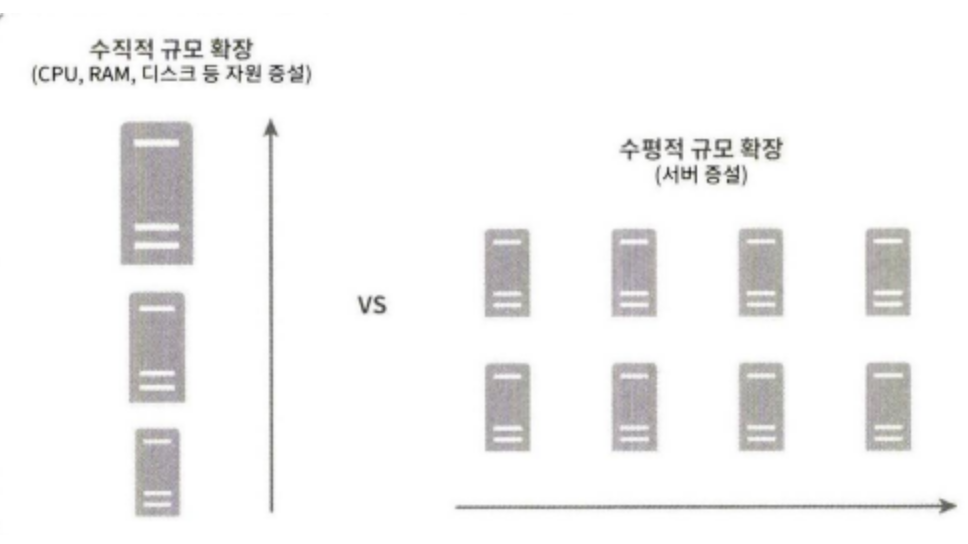 수직적 규모 확장
(CPU, RAM, 디스크 등 자원 증설)
수평적 규모 확장
(서버 증설)
VS